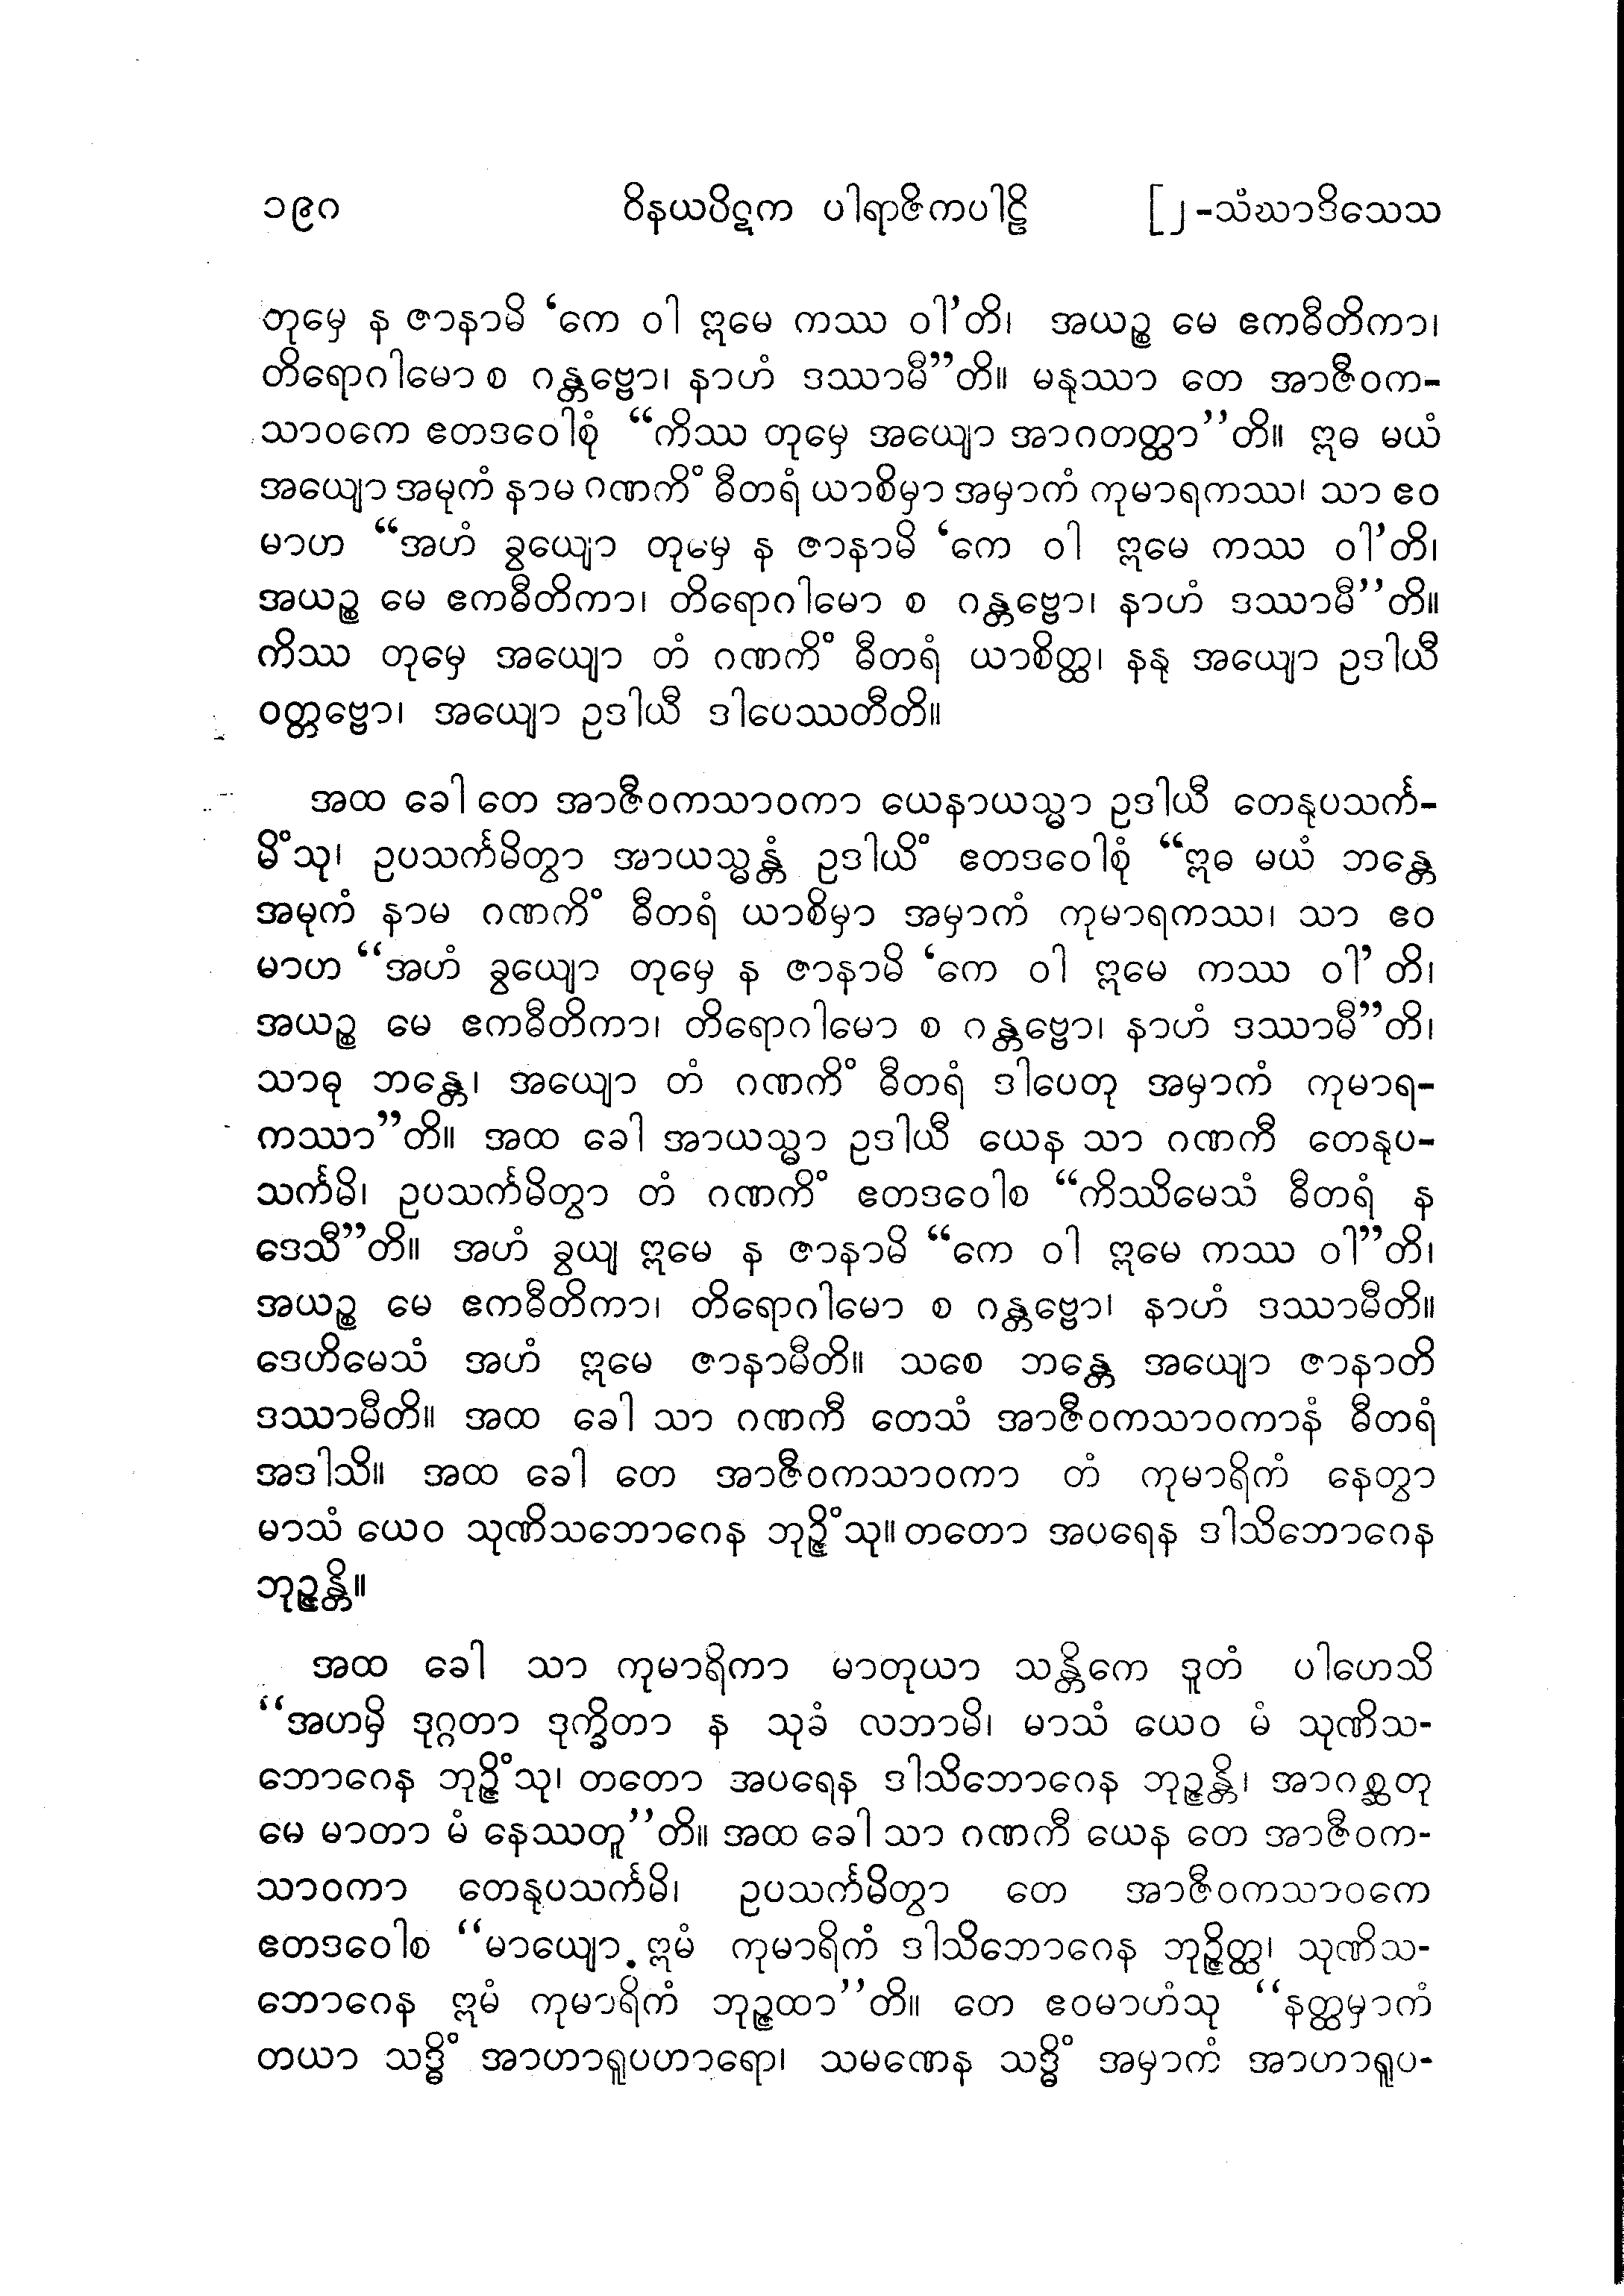 ၁၉ဂ ဝိနယပိဋက ပါရာဇိကပါဠိ [၂-သံဃာဒိသေသ
တုမှေ န ဇာနာမိ ‘ကေ ဝါ ဣမေ ကဿ ဝါ’တိ၊ အယဉ္စ မေ ဧကဓီတိကာ၊
တိရောဂါမော စ ဂန္တဗ္ဗော၊ နာဟံ ဒဿာမီ”တိ။ မနုဿာ တေ အာဇီဝက-
သာဝကေ ဧတဒဝေါစုံ “ကိဿ တုမှေ အယျော အာဂတတ္ထာ”တိ။ ဣဓ မယံ
အယျော အမုကံ နာမ ဂဏကိံ ဓီတရံ ယာစိမှာ အမှာကံ ကုမာရကဿ၊ သာ ဧဝ
မာဟ “အဟံ ခွယျော တုမှေ န ဇာနာမိ ‘ကေ ဝါ ဣမေ ကဿ ဝါ’တိ၊
အယဉ္စ မေ ဧကဓီတိကာ၊ တိရောဂါမော စ ဂန္တဗ္ဗော၊ နာဟံ ဒဿာမီ”တိ။
ကိဿ တုမှေ အယျော တံ ဂဏကိံ ဓီတရံ ယာစိတ္ထ၊ နနု အယျော ဥဒါယီ
ဝတ္တဗ္ဗော၊ အယျော ဥဒါယီ ဒါပေဿတီတိ။
အထ ခေါ တေ အာဇီဝကသာဝကာ ယေနာယသ္မာ ဥဒါယီ တေနုပသင်္က-
မိံသု၊ ဥပသင်္ကမိတွာ အာယသ္မန္တံ ဥဒါယိံ ဧတဒဝေါစုံ “ဣဓ မယံ ဘန္တေ
အမုကံ နာမ ဂဏကိံ ဓီတရံ ယာစိမှာ အမှာကံ ကုမာရကဿ၊ သာ ဧဝ
မာဟ “အဟံ ခွယျော တုမှေ န ဇာနာမိ ‘ကေ ဝါ ဣမေ ကဿ ဝါ’ တိ၊
အယဉ္စ မေ ဧကဓီတိကာ၊ တိရောဂါမော စ ဂန္တဗ္ဗော၊ နာဟံ ဒဿာမီ”တိ၊
သာဓု ဘန္တေ၊ အယျော တံ ဂဏကိံ ဓီတရံ ဒါပေတု အမှာကံ ကုမာရ-
ကဿာ”တိ။ အထ ခေါ အာယသ္မာ ဥဒါယီ ယေန သာ ဂဏကီ တေနုပ-
သင်္ကမိ၊ ဥပသင်္ကမိတွာ တံ ဂဏကိံ ဧတဒဝေါစ “ကိဿိမေသံ ဓီတရံ န
ဒေသီ”တိ။ အဟံ ခွယျ ဣမေ န ဇာနာမိ “ကေ ဝါ ဣမေ ကဿ ဝါ”တိ၊
အယဉ္စ မေ ဧကဓီတိကာ၊ တိရောဂါမော စ ဂန္တဗ္ဗော၊ နာဟံ ဒဿာမီတိ။
ဒေဟိမေသံ အဟံ ဣမေ ဇာနာမီတိ။ သစေ ဘန္တေ အယျော ဇာနာတိ
ဒဿာမီတိ။ အထ ခေါ သာ ဂဏကီ တေသံ အာဇီဝကသာဝကာနံ ဓီတရံ
အဒါသိ။ အထ ခေါ တေ အာဇီဝကသာဝကာ တံ ကုမာရိကံ နေတွာ
မာသံ ယေဝ သုဏိသဘောဂေန ဘုဉ္ဇိံသု။ တတော အပရေန ဒါသိဘောဂေန
ဘုဉ္ဇန္တိ။
အထ ခေါ သာ ကုမာရိကာ မာတုယာ သန္တိကေ ဒူတံ ပါဟေသိ
“အဟမှိ ဒုဂ္ဂတာ ဒုက္ခိတာ န သုခံ လဘာမိ၊ မာသံ ယေဝ မံ သုဏိသ-
ဘောဂေန ဘုဉ္ဇိံသု၊ တတော အပရေန ဒါသိဘောဂေန ဘုဉ္ဇန္တိ၊ အာဂစ္ဆတု
မေ မာတာ မံ နေဿတူ”တိ။ အထ ခေါ သာ ဂဏကီ ယေန တေ အာဇီဝက-
သာဝကာ တေနုပသင်္ကမိ၊ ဥပသင်္ကမိတွာ တေ အာဇီဝကသာဝကေ
ဧတဒဝေါစ “မာယျော ဣမံ ကုမာရိကံ ဒါသိဘောဂေန ဘုဉ္ဇိတ္ထ၊ သုဏိသ-
ဘောဂေန ဣမံ ကုမာရိကံ ဘုဉ္ဇထာ”တိ။ တေ ဧဝမာဟံသု “နတ္ထမှာကံ
တယာ သဒ္ဓိံ အာဟာရူပဟာရော၊ သမဏေန သဒ္ဓိံ အမှာကံ အာဟာရူပ-